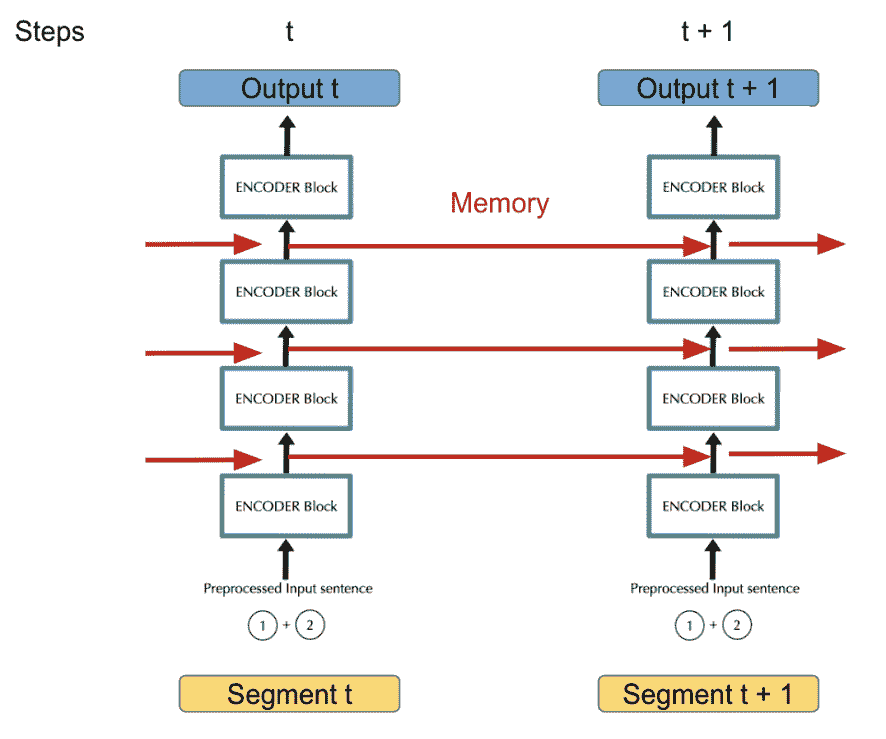 Steps t t + 1
Output t Output t + 1
ENCODER Block ENCODER Block
Memory
ENCODER Block ENCODER Block
ENCODER Block ENCODER Block
ENCODER Block ENCODER Block
Preprocessed Input sentence Preprocessed Input sentence
1 + 2 1 + 2
Segment t Segment t + 1